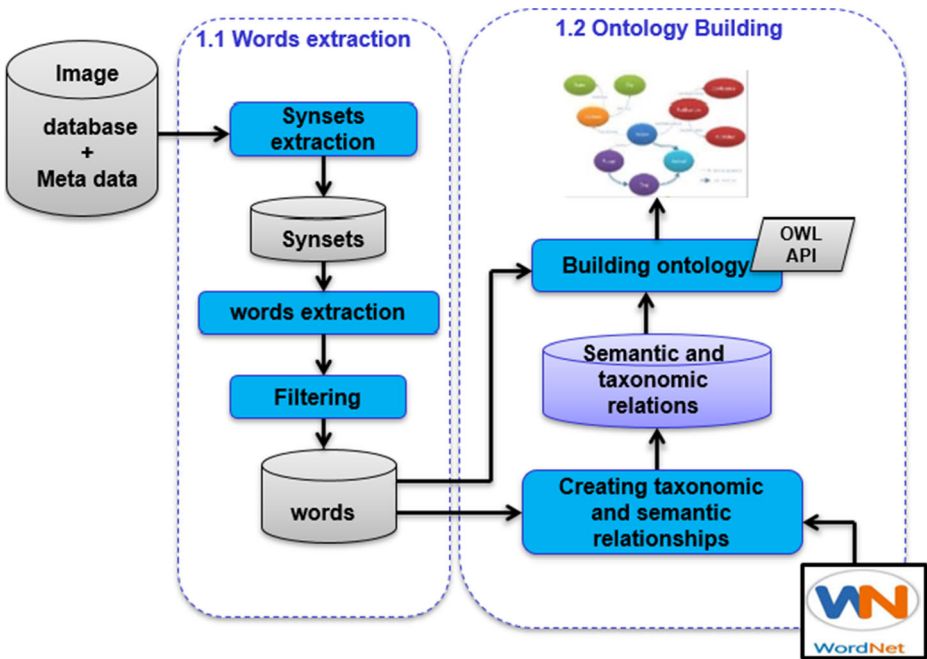 1.1 Words extraction
1.2 Ontology Building
Image
database
+
Meta data
Synsets
extraction
Synsets
words extraction
Filtering
words
Building ontology
OWL
API
Semantic and
taxonomic
relations
Creating taxonomic
and semantic
relationships
WN
WordNet